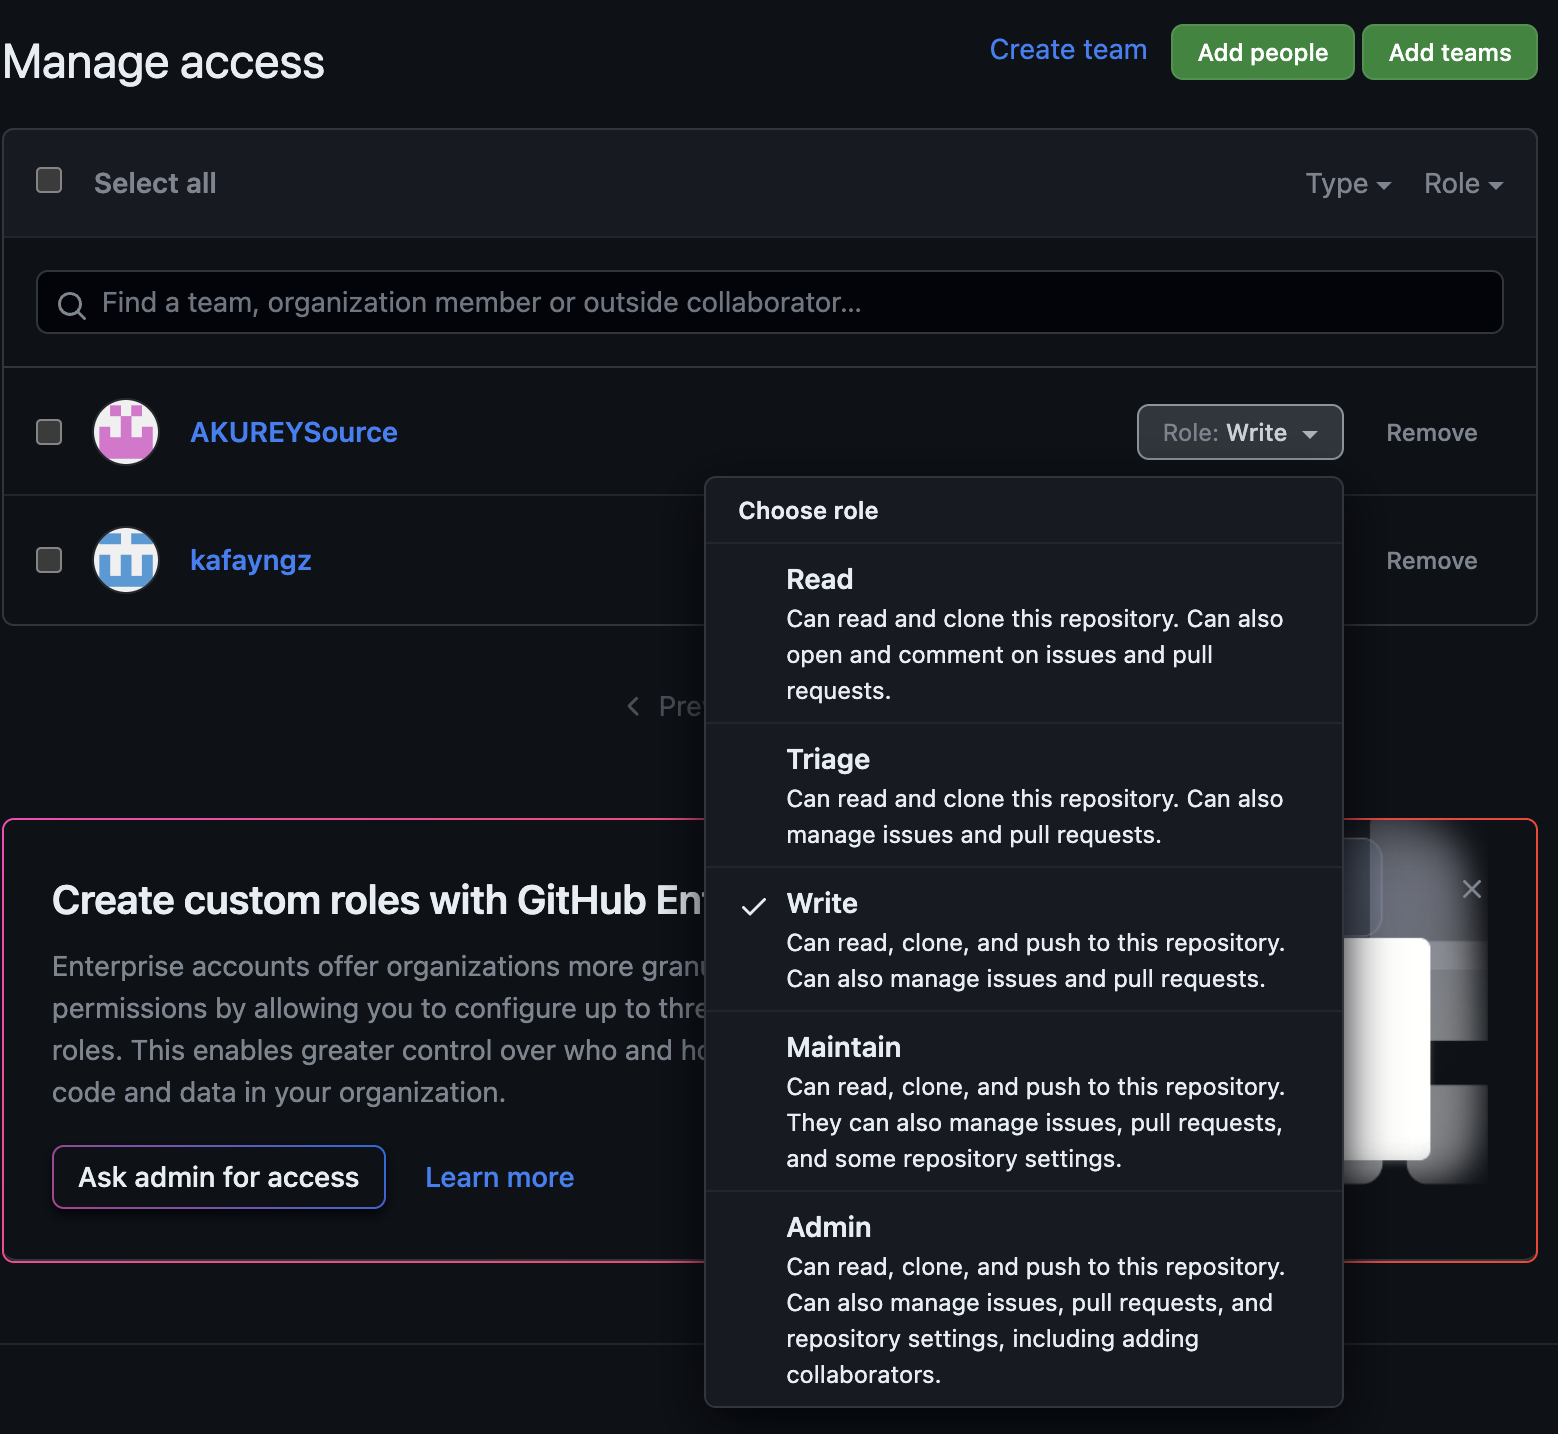 Manage access
Create team
Add people
Add teams
Select all
Type
Role
Find a team, organization member or outside collaborator...
AKUREYSource
Role: Write
Remove
kafayngz
Remove
Choose role
Read
Can read and clone this repository. Can also
open and comment on issues and pull
requests.
Triage
Can read and clone this repository. Can also
manage issues and pull requests.
Write
Can read, clone, and push to this repository.
Can also manage issues and pull requests.
Maintain
Can read, clone, and push to this repository.
They can also manage issues, pull requests,
and some repository settings.
Admin
Can read, clone, and push to this repository.
Can also manage issues, pull requests, and
repository settings, including adding
collaborators.
Create custom roles with GitHub
Enterprise accounts offer organizations more
permissions by allowing you to configure up to
roles. This enables greater control over who and
code and data in your organization.
Ask admin for access
Learn more